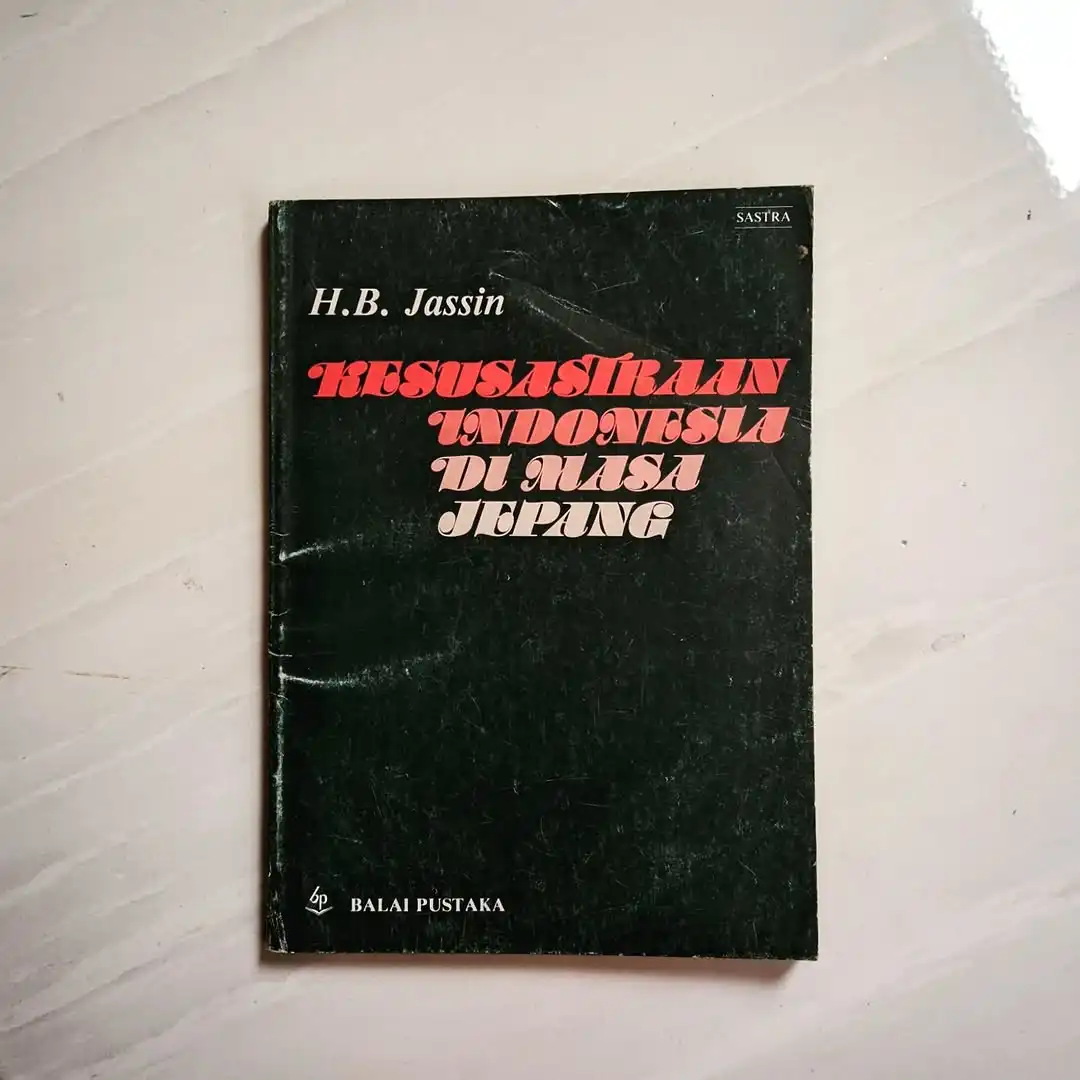 SASTRA
H.B. Jassin
KESUSASTRAAN
INDONESIA
DI MASA
JEPANG
bp
BALAI PUSTAKA